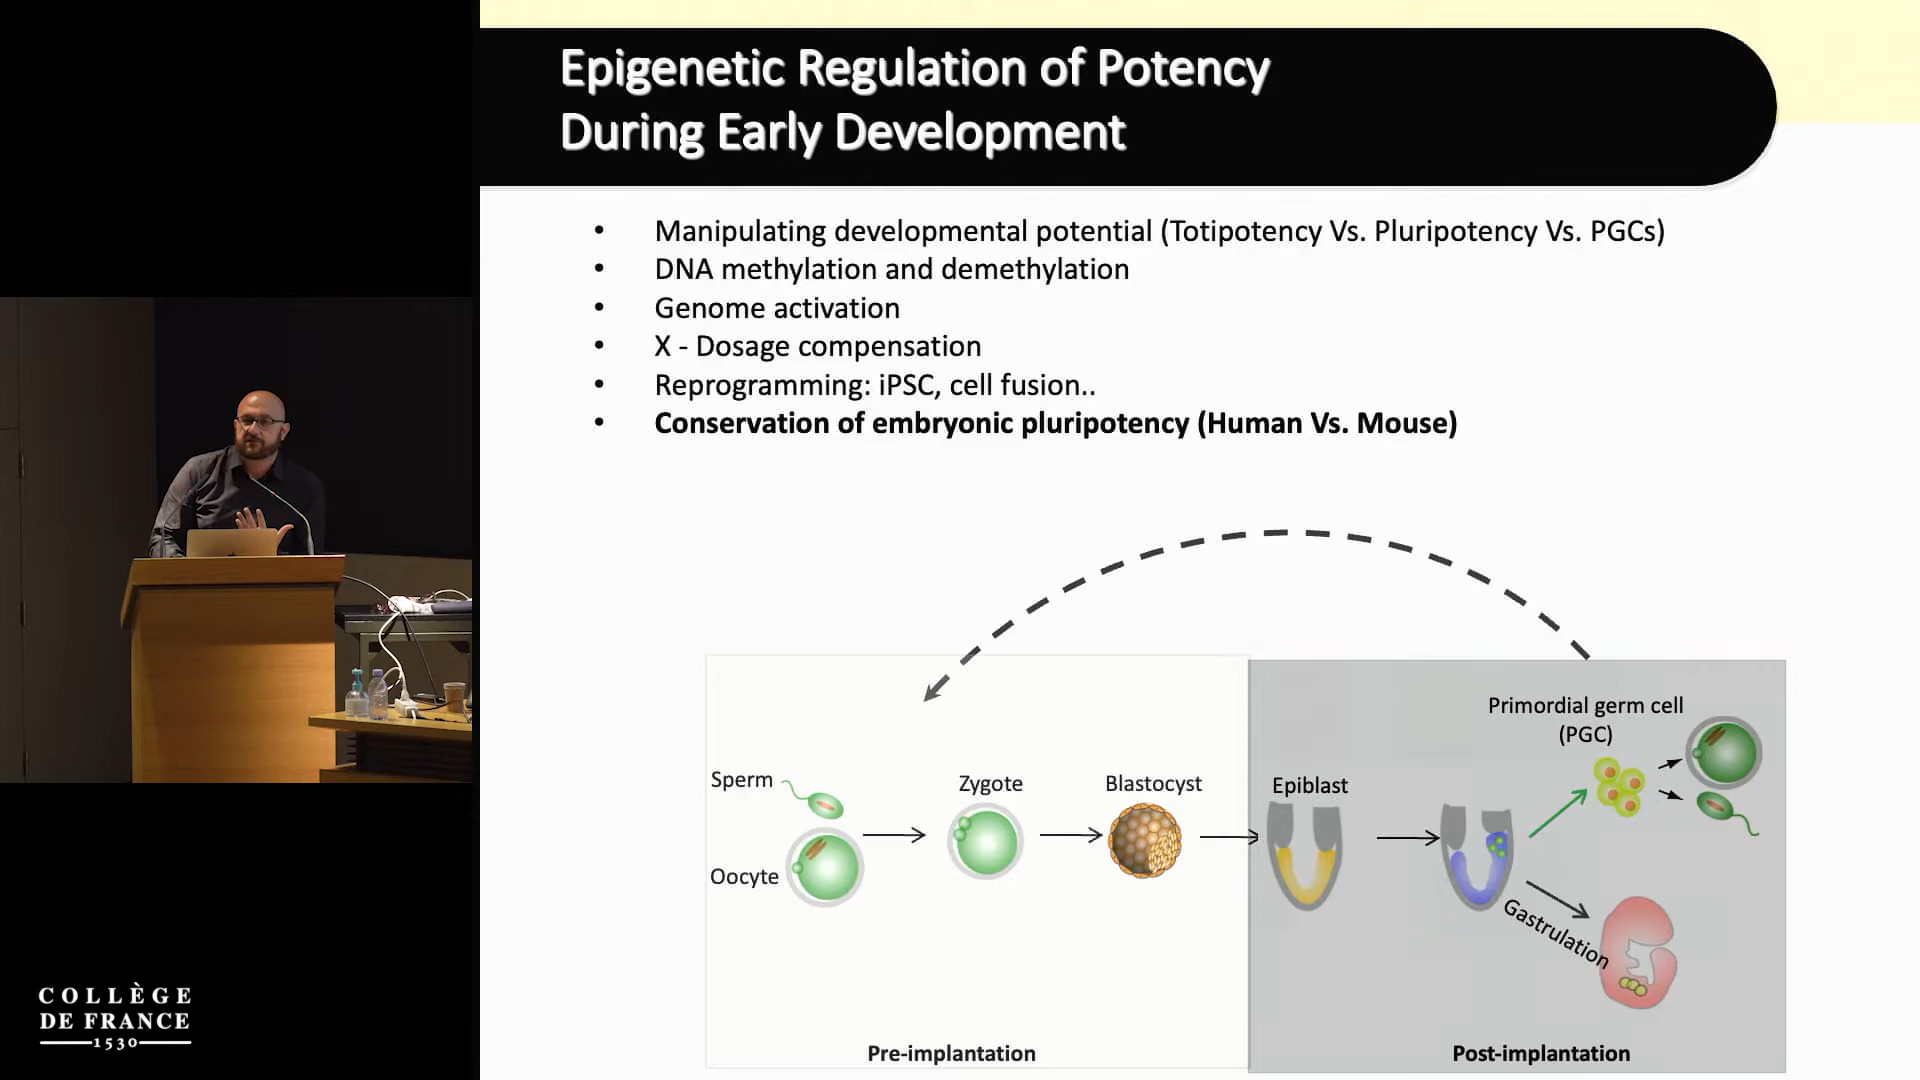 Epigenetic Regulation of Potency
During Early Development
• Manipulating developmental potential (Totipotency Vs. Pluripotency Vs. PGCs)
• DNA methylation and demethylation
• Genome activation
• X - Dosage compensation
• Reprogramming: iPSC, cell fusion..
• Conservation of embryonic pluripotency (Human Vs. Mouse)
Primordial germ cell
(PGC)
Sperm
Zygote
Blastocyst
Epiblast
Oocyte
Gastrulation
Pre-implantation
Post-implantation
COLLÈGE
DE FRANCE
1530